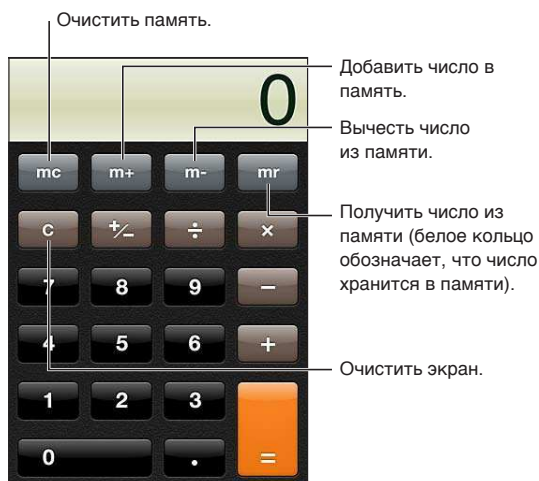 Очистить память.
Добавить число в
память.
Вычесть число
из памяти.
Получить число из
памяти (белое кольцо
обозначает, что число
хранится в памяти).
Очистить экран.
0
mc m+ m- mr
c +/− ÷ ×
7 8 9 −
4 5 6 +
1 2 3
0 . =